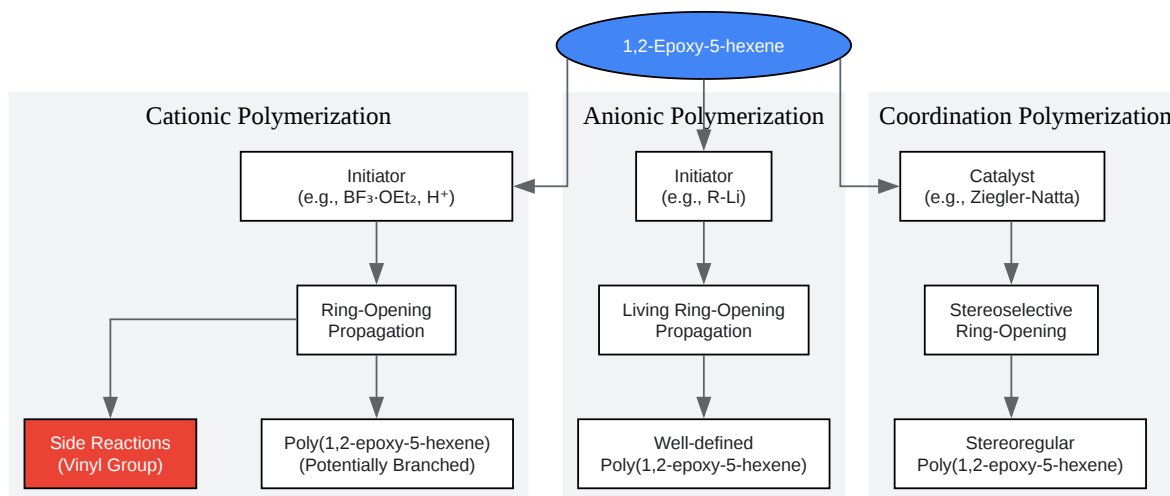 1,2-Epoxy-5-hexene
Cationic Polymerization
Anionic Polymerization
Coordination Polymerization
Initiator
(e.g., BF₃·OEt₂, H⁺)
Initiator
(e.g., R-Li)
Catalyst
(e.g., Ziegler-Natta)
Ring-Opening
Propagation
Living Ring-Opening
Propagation
Stereoselective
Ring-Opening
Side Reactions
(Vinyl Group)
Poly(1,2-epoxy-5-hexene)
(Potentially Branched)
Well-defined
Poly(1,2-epoxy-5-hexene)
Stereoregular
Poly(1,2-epoxy-5-hexene)